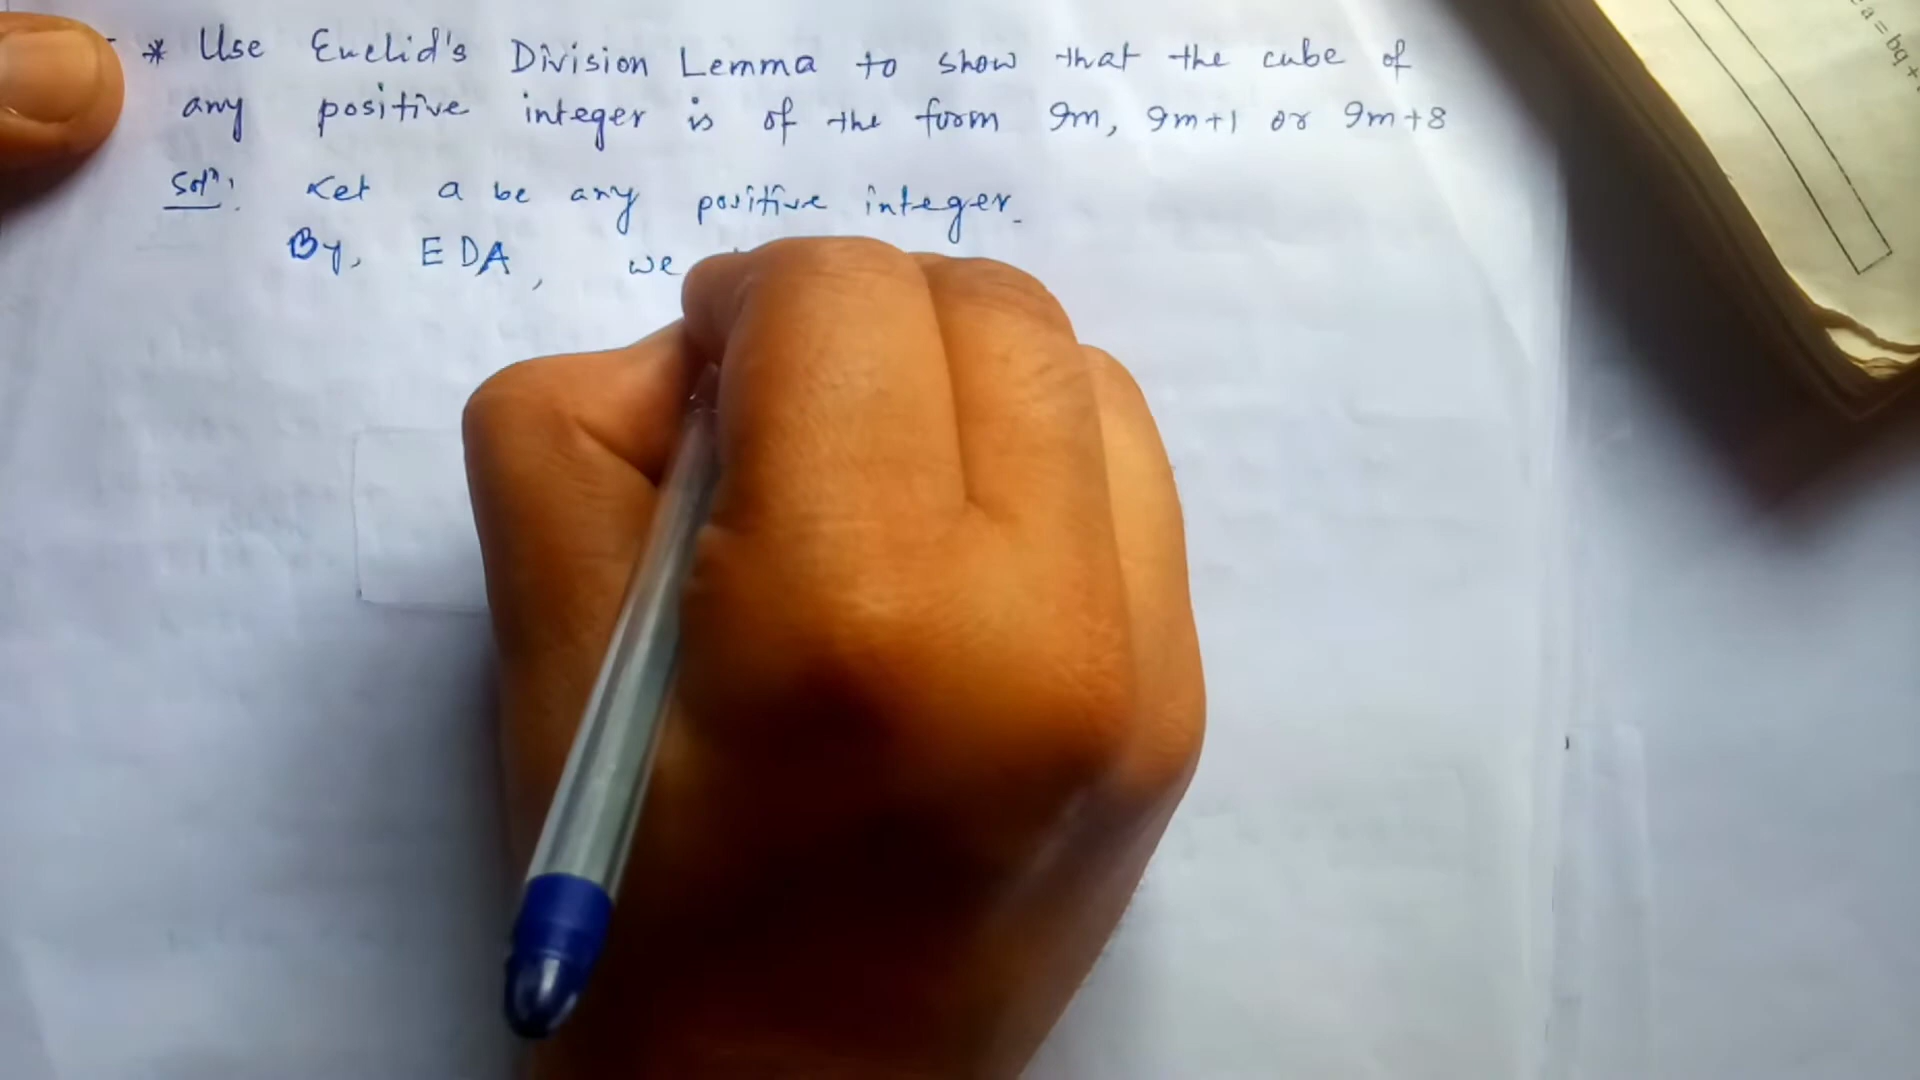 * Use Euclid's Division Lemma to show that the cube of
any positive integer is of the form 9m, 9m+1 or 9m+8
Solⁿ: Let a be any positive integer.
By, EDA, we
a = bq +